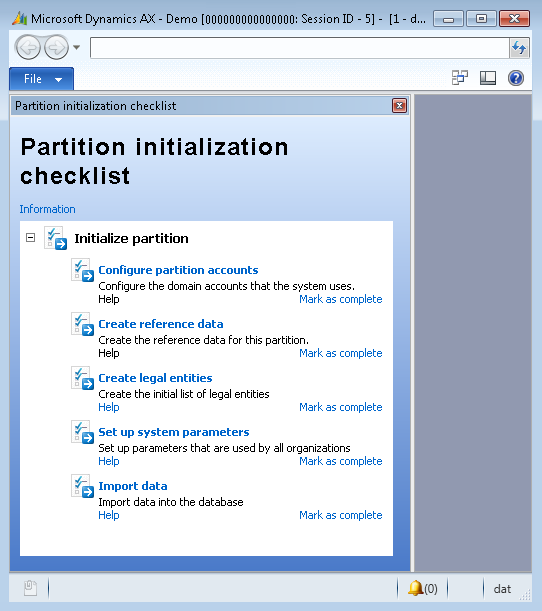 Microsoft Dynamics AX - Demo [000000000000000: Session ID - 5] - [1 - d...
File
Partition initialization checklist
Partition initialization
checklist
Information
Initialize partition
Configure partition accounts
Configure the domain accounts that the system uses.
Help Mark as complete
Create reference data
Create the reference data for this partition.
Help Mark as complete
Create legal entities
Create the initial list of legal entities
Help Mark as complete
Set up system parameters
Set up parameters that are used by all organizations
Help Mark as complete
Import data
Import data into the database
Help Mark as complete
(0) dat